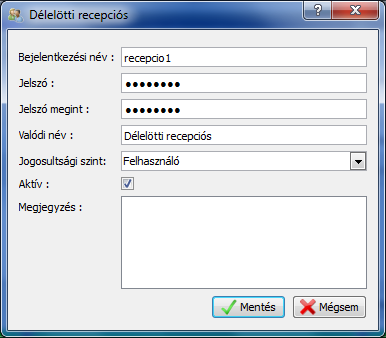 Délelötti recepciós
Bejelentkezési név : recepcio1
Jelszó : ●●●●●●●●
Jelszó megint : ●●●●●●●●
Valódi név : Délelötti recepciós
Jogosultsági szint: Felhasználó
Aktív :
Megjegyzés :
Mentés Mégsem